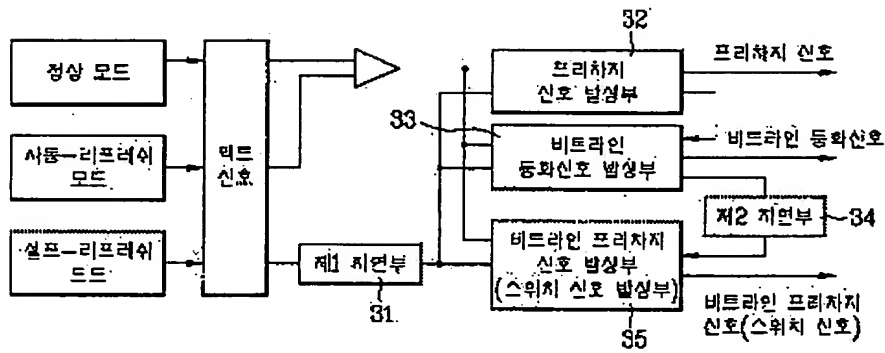 정상 모드
자동-리프레쉬
모드
셀프-리프레쉬
드드
액트
신호
제1 지연부
31
32
프리차지
신호 발생부
프리차지 신호
33
비트라인
등화신호 발생부
비트라인 등화신호
제2 지연부
34
비트라인 프리차지
신호 발생부
(스위치 신호 발생부)
35
비트라인 프리차지
신호(스위치 신호)